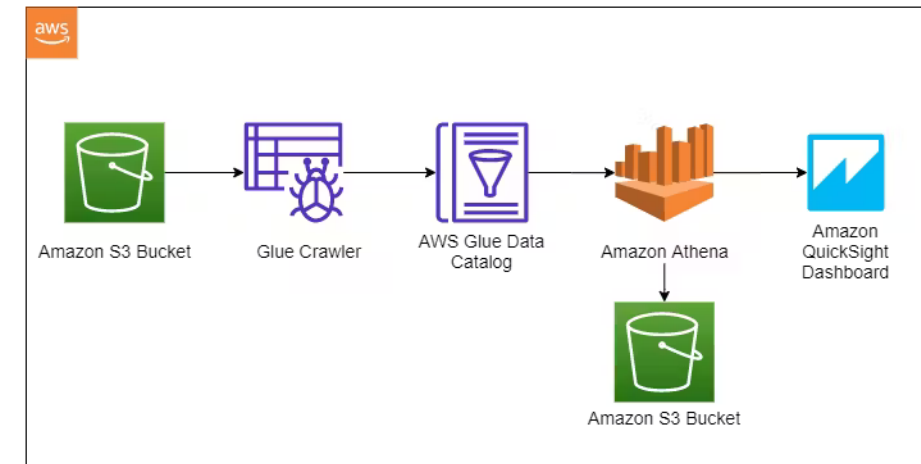 aws
Amazon S3 Bucket
Glue Crawler
AWS Glue Data
Catalog
Amazon Athena
Amazon
QuickSight
Dashboard
Amazon S3 Bucket